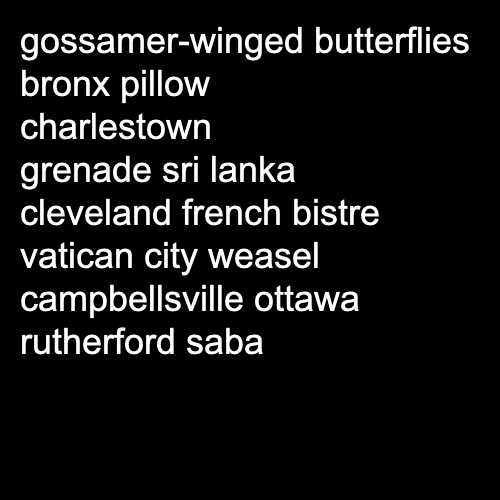 gossamer-winged butterflies
bronx pillow
charlestown
grenade sri lanka
cleveland french bistre
vatican city weasel
campbellsville ottawa
rutherford saba